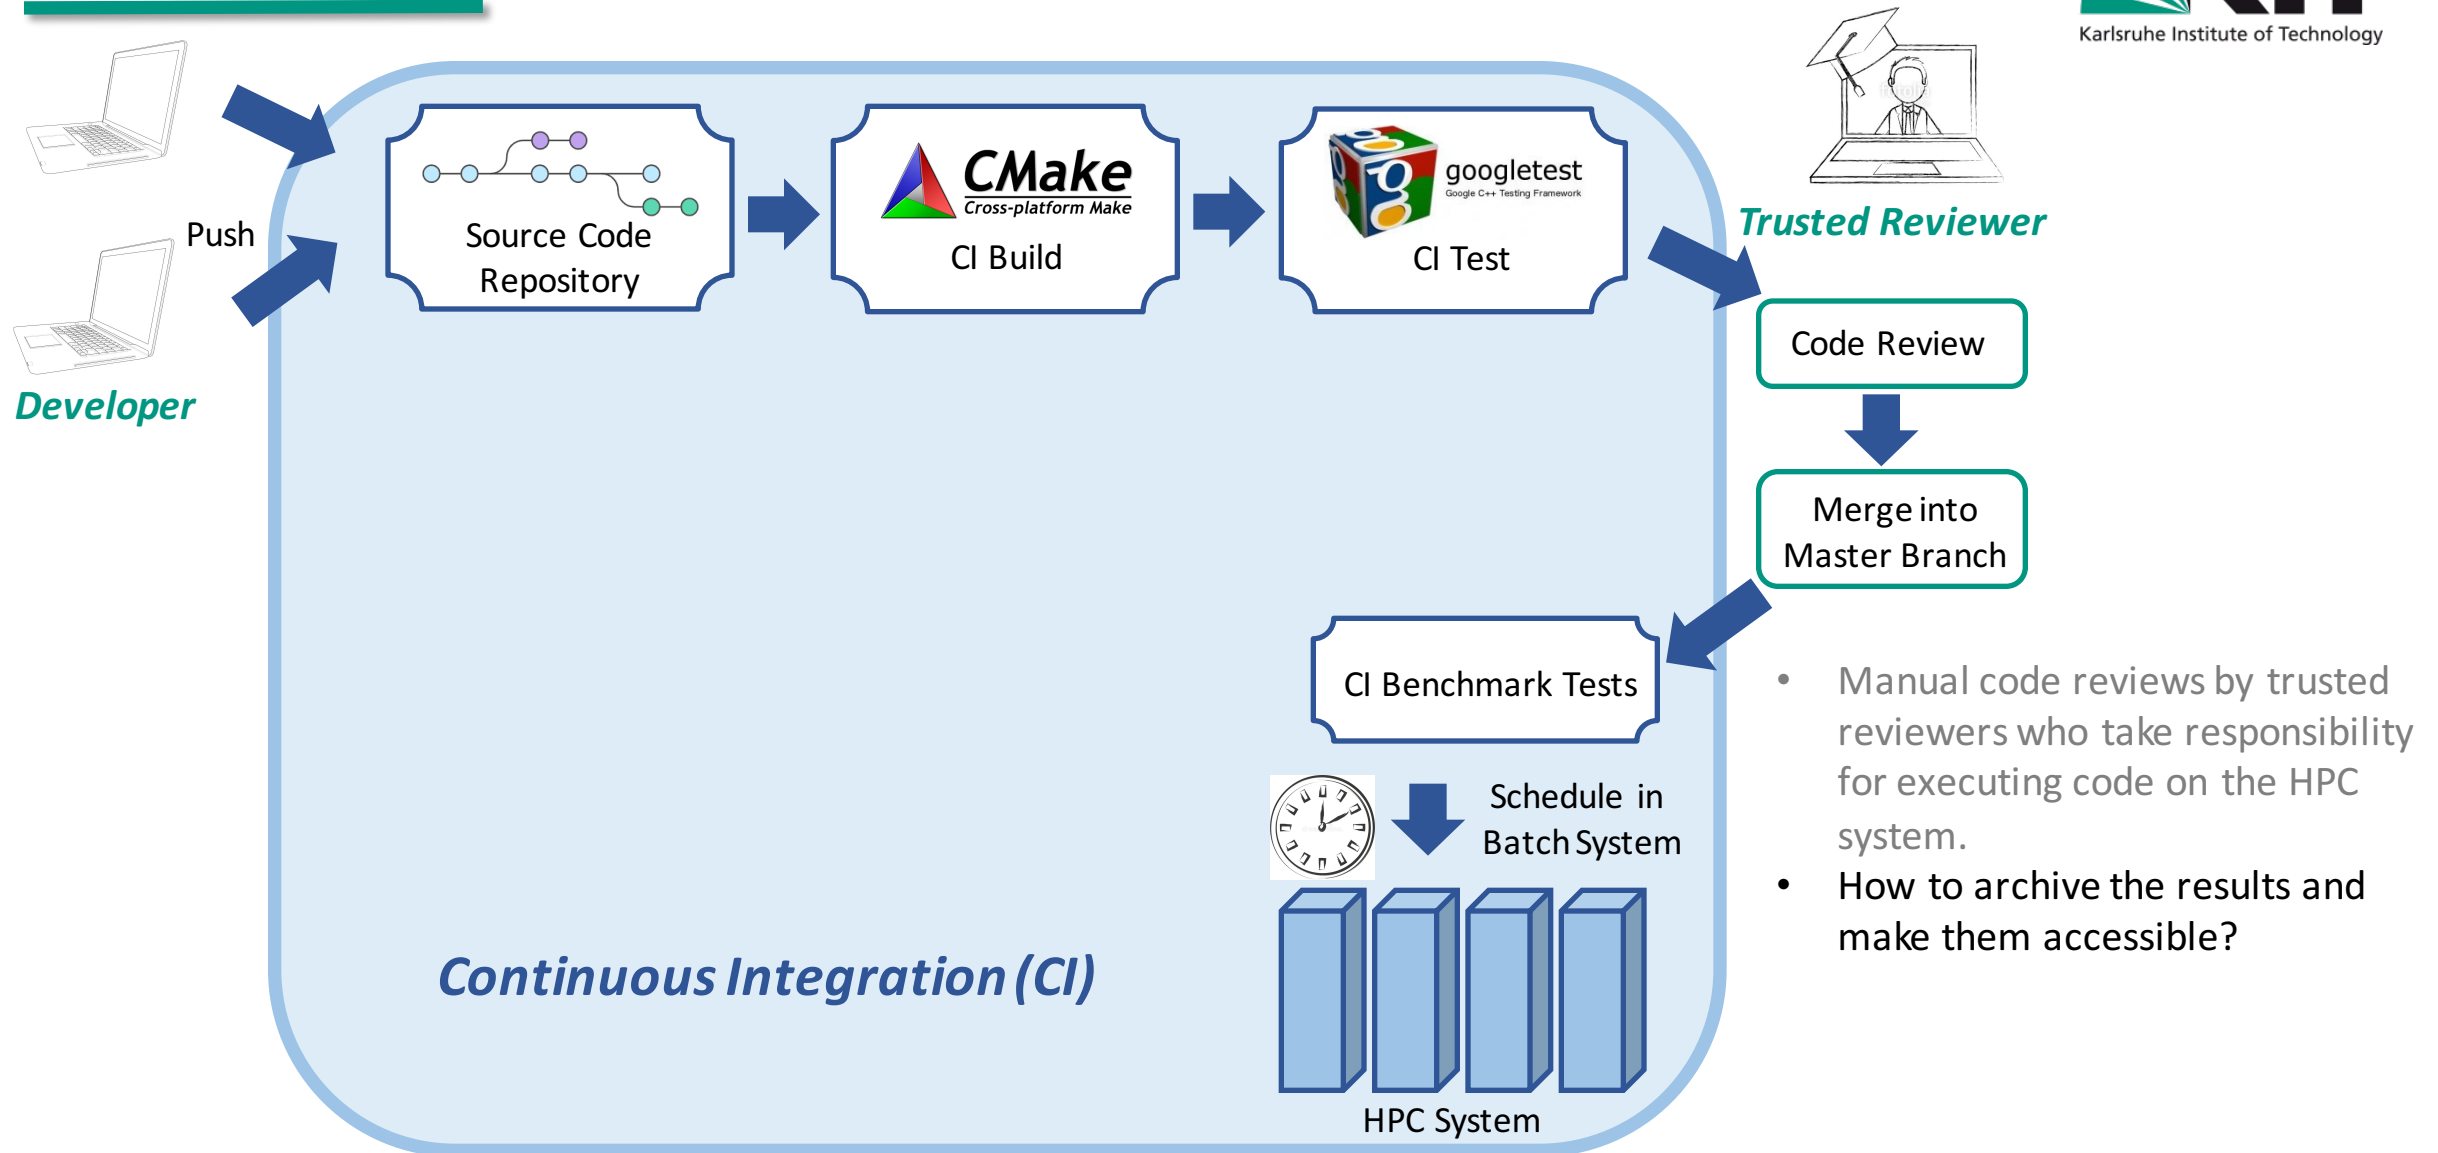 Karlsruhe Institute of Technology
Push
Developer
Source Code
Repository
CMake
Cross-platform Make
CI Build
googletest
Google C++ Testing Framework
CI Test
Trusted Reviewer
Code Review
Merge into
Master Branch
CI Benchmark Tests
Schedule in
Batch System
HPC System
Continuous Integration (CI)
• Manual code reviews by trusted
reviewers who take responsibility
for executing code on the HPC
system.
• How to archive the results and
make them accessible?